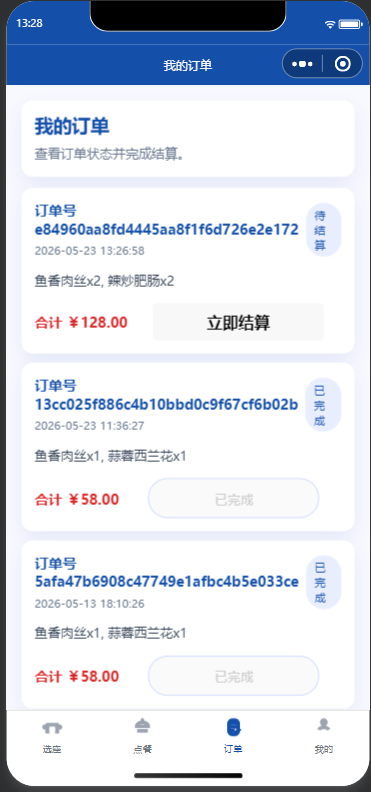 13:28
我的订单
我的订单
查看订单状态并完成结算。
订单号
e84960aa8fd4445aa8f1f6d726e2e172
待
结
算
2026-05-23 13:26:58
鱼香肉丝x2, 辣炒肥肠x2
合计 ￥128.00
立即结算
订单号
13cc025f886c4b10bbd0c9f67cf6b02b
已
完
成
2026-05-23 11:36:27
鱼香肉丝x1, 蒜蓉西兰花x1
合计 ￥58.00
已完成
订单号
5afa47b6908c47749e1afbc4b5e033ce
已
完
成
2026-05-13 18:10:26
鱼香肉丝x1, 蒜蓉西兰花x1
合计 ￥58.00
已完成
选座
点餐
订单
我的